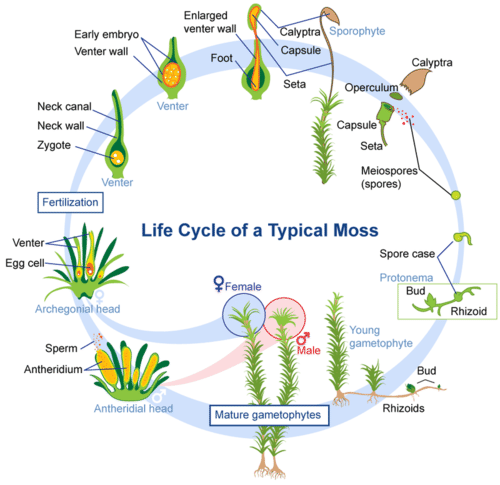 Early embryo
Venter wall
Venter
Enlarged
venter wall
Foot
Calyptra
Capsule
Seta
Sporophyte
Calyptra
Operculum
Capsule
Seta
Meiospores
(spores)
Neck canal
Neck wall
Zygote
Venter
Fertilization
Life Cycle of a Typical Moss
Spore case
Protonema
Bud
Rhizoid
Venter
Egg cell
Archegonial head
♀
♀Female
♂
Male
Young
gametophyte
Sperm
Antheridium
Antheridial head
♂
Bud
Rhizoids
Mature gametophytes